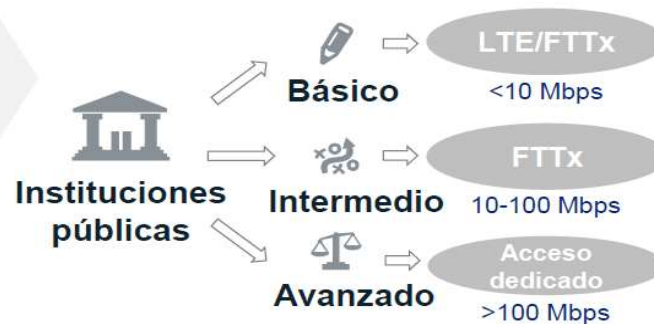 LTE/FTTx
Básico
<10 Mbps
Instituciones
públicas
FTTx
Intermedio
10-100 Mbps
Acceso
dedicado
Avanzado
>100 Mbps